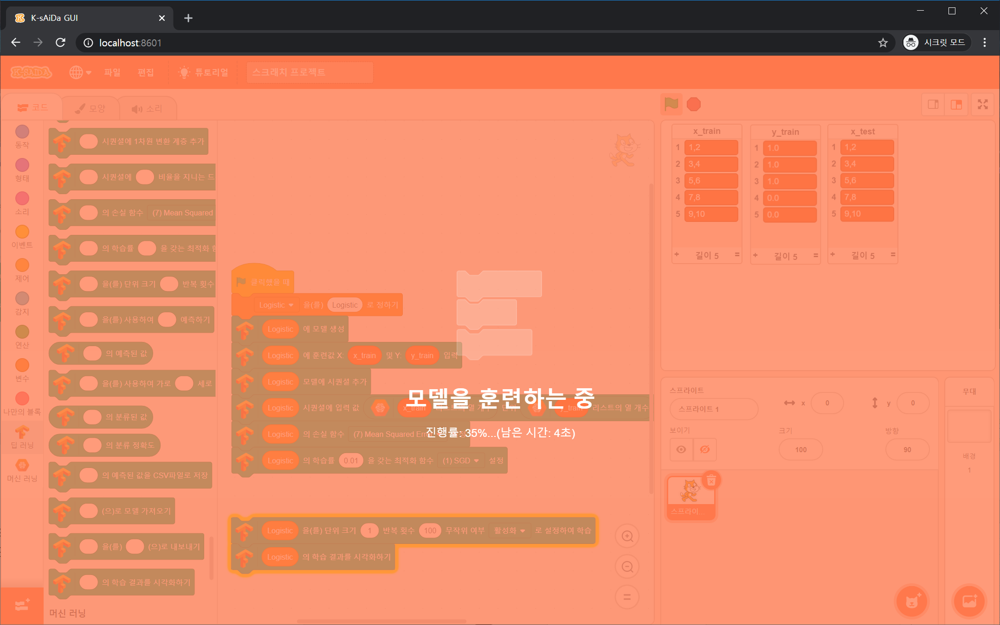 K-sAiDa GUI
localhost:8601
시크릿 모드
K-SAiDA
파일
편집
튜토리얼
스크래치 프로젝트
코드
모양
소리
동작
형태
소리
이벤트
제어
감지
연산
변수
나만의 블록
딥 러닝
머신 러닝
시퀀셜에 1차원 변환 계층 추가
시퀀셜에 비율을 지니는 드
의 손실 함수 (7) Mean Squared
의 학습률 을 갖는 최적화
을(를) 단위 크기 반복 횟수
을(를) 사용하여 예측하기
의 예측된 값
을(를) 사용하여 가로 세로
의 분류된 값
의 분류 정확도
의 예측된 값을 CSV파일로 저장
(으)로 모델 가져오기
을(를) (으)로 내보내기
의 학습 결과를 시각화하기
머신 러닝
클릭했을 때
Logistic 을(를) Logistic 로 정하기
Logistic 에 모델 생성
Logistic 에 훈련값 X: x_train 및 Y: y_train 입력
Logistic 모델에 시퀀셜 추가
Logistic 시퀀셜에 입력 값 x_train 리스트의 열 개수 단위 y_train 리스트의 열 개수
Logistic 의 손실 함수 (7) Mean Squared Err
Logistic 의 학습률 0.01 을 갖는 최적화 함수 (1) SGD 설정
Logistic 을(를) 단위 크기 1 반복 횟수 100 무작위 여부 활성화 로 설정하여 학습
Logistic 의 학습 결과를 시각화하기
모델을 훈련하는 중
진행률: 35%...(남은 시간: 4초)
x_train
1 1,2
2 3,4
3 5,6
4 7,8
5 9,10
+ 길이 5 =
y_train
1 1.0
2 1.0
3 1.0
4 0.0
5 0.0
+ 길이 5 =
x_test
1 1,2
2 3,4
3 5,6
4 7,8
5 9,10
+ 길이 5 =
스프라이트
스프라이트 1
x 0
y 0
보이기
크기
방향
100
90
스프라이...
무대
배경
1